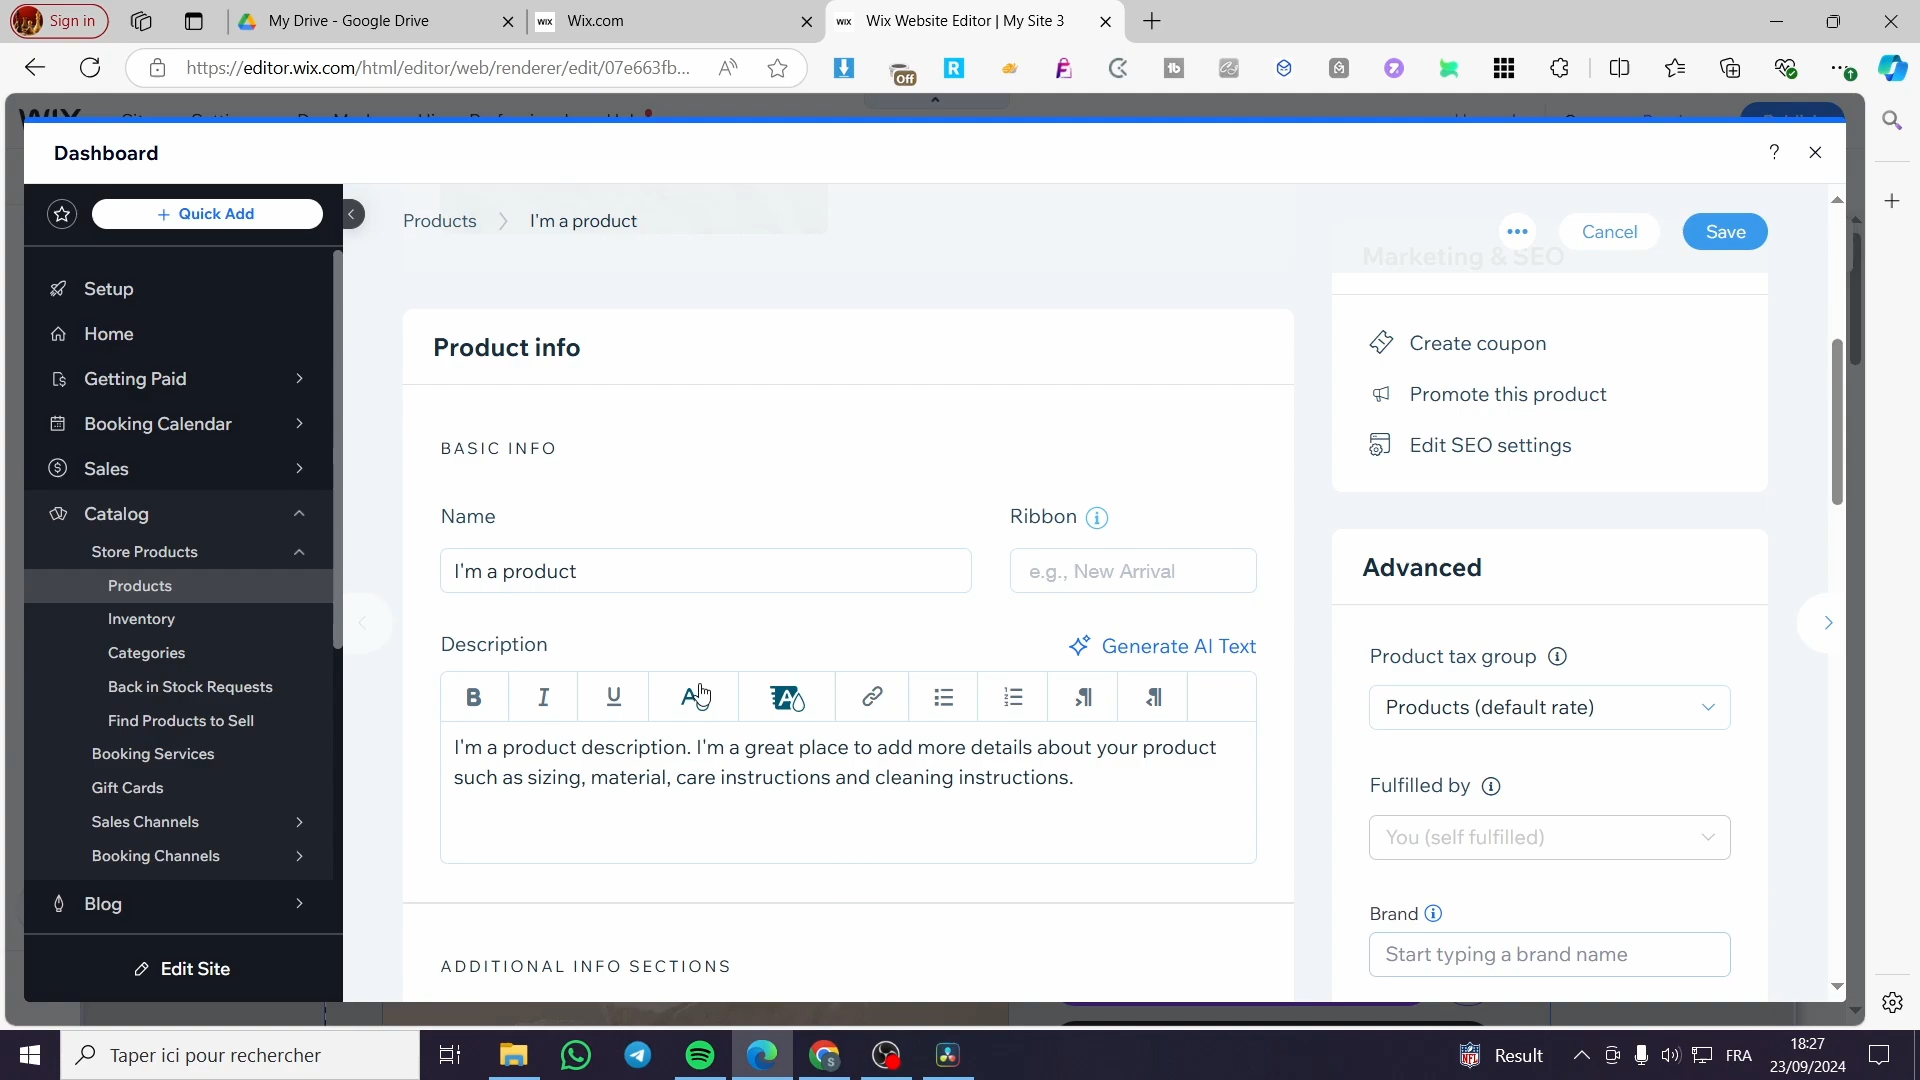 Sign in
My Drive - Google Drive
WIX
Wix.com
WIX
Wix Website Editor | My Site 3
https://editor.wix.com/html/editor/web/renderer/edit/07e663fb...
Off
Dashboard
?
+ Quick Add
Products
I'm a product
Cancel
Save
Marketing & SEO
Setup
Home
Getting Paid
Booking Calendar
Sales
Catalog
Store Products
Products
Inventory
Categories
Back in Stock Requests
Find Products to Sell
Booking Services
Gift Cards
Sales Channels
Booking Channels
Blog
Edit Site
Product info
BASIC INFO
Name
Ribbon
I'm a product
e.g., New Arrival
Description
Generate AI Text
B I U A A
I'm a product description. I'm a great place to add more details about your product
such as sizing, material, care instructions and cleaning instructions.
ADDITIONAL INFO SECTIONS
Create coupon
Promote this product
Edit SEO settings
Advanced
Product tax group
Products (default rate)
Fulfilled by
You (self fulfilled)
Brand
Start typing a brand name
Taper ici pour rechercher
Result
FRA
18:27
23/09/2024